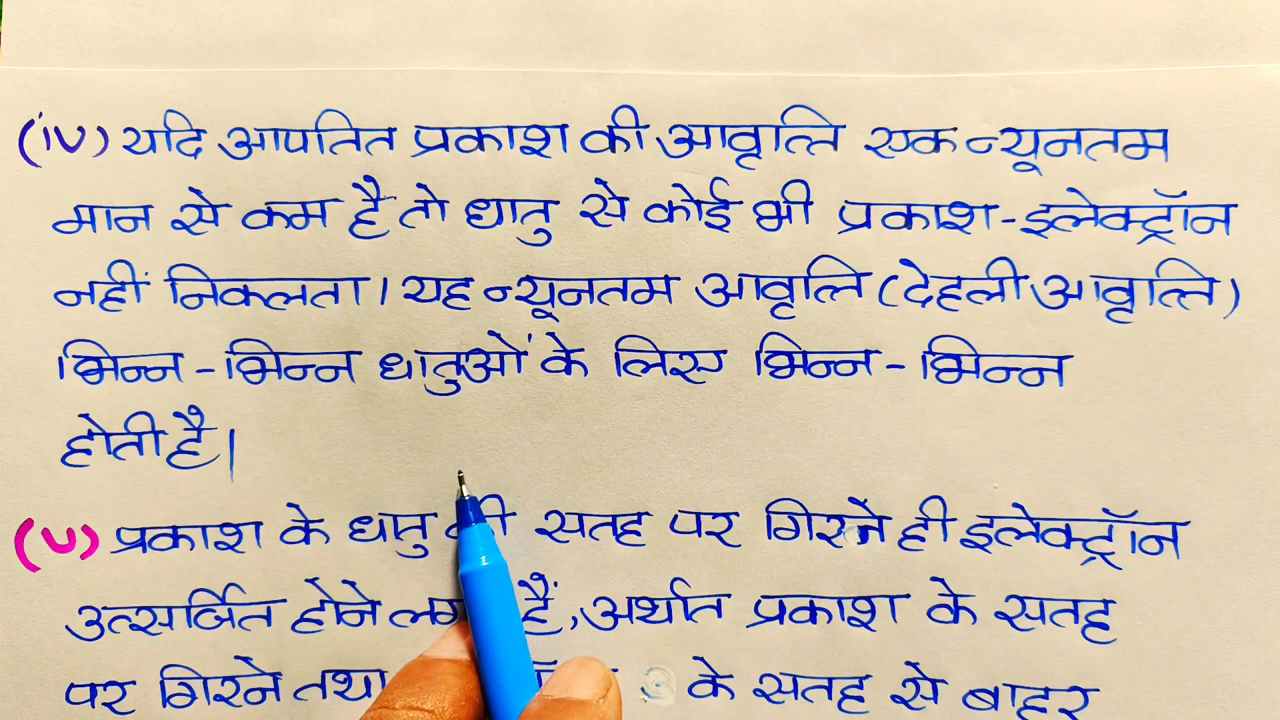 (iv) यदि आपतित प्रकाश की आवृत्ति एक न्यूनतम
मान से कम है तो धातु से कोई भी प्रकाश-इलेक्ट्रॉन
नहीं निकलता। यह न्यूनतम आवृत्ति (देहली आवृत्ति)
भिन्न-भिन्न धातुओं के लिए भिन्न-भिन्न
होती है।
(v) प्रकाश के धातु की सतह पर गिरने ही इलेक्ट्रॉन
उत्सर्जित होने हैं, अर्थात प्रकाश के सतह
पर गिरने तथा के सतह से बाहर